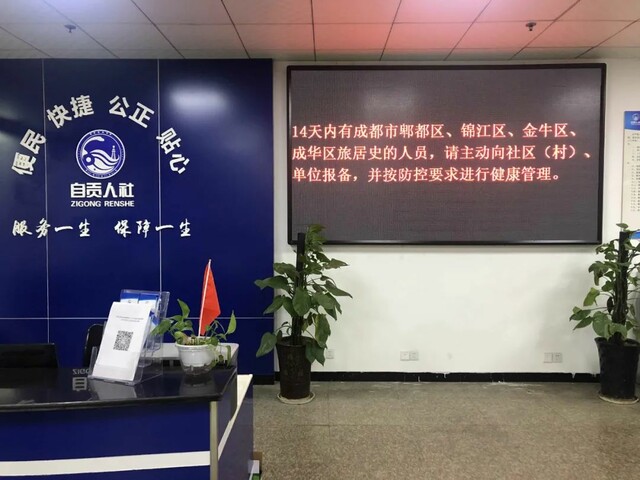 便民 快捷 公正 贴心
自贡人社
ZIGONG RENSHE
服务一生 保障一生
14天内有成都市郫都区、锦江区、金牛区、
成华区旅居史的人员，请主动向社区（村）、
单位报备，并按防控要求进行健康管理。